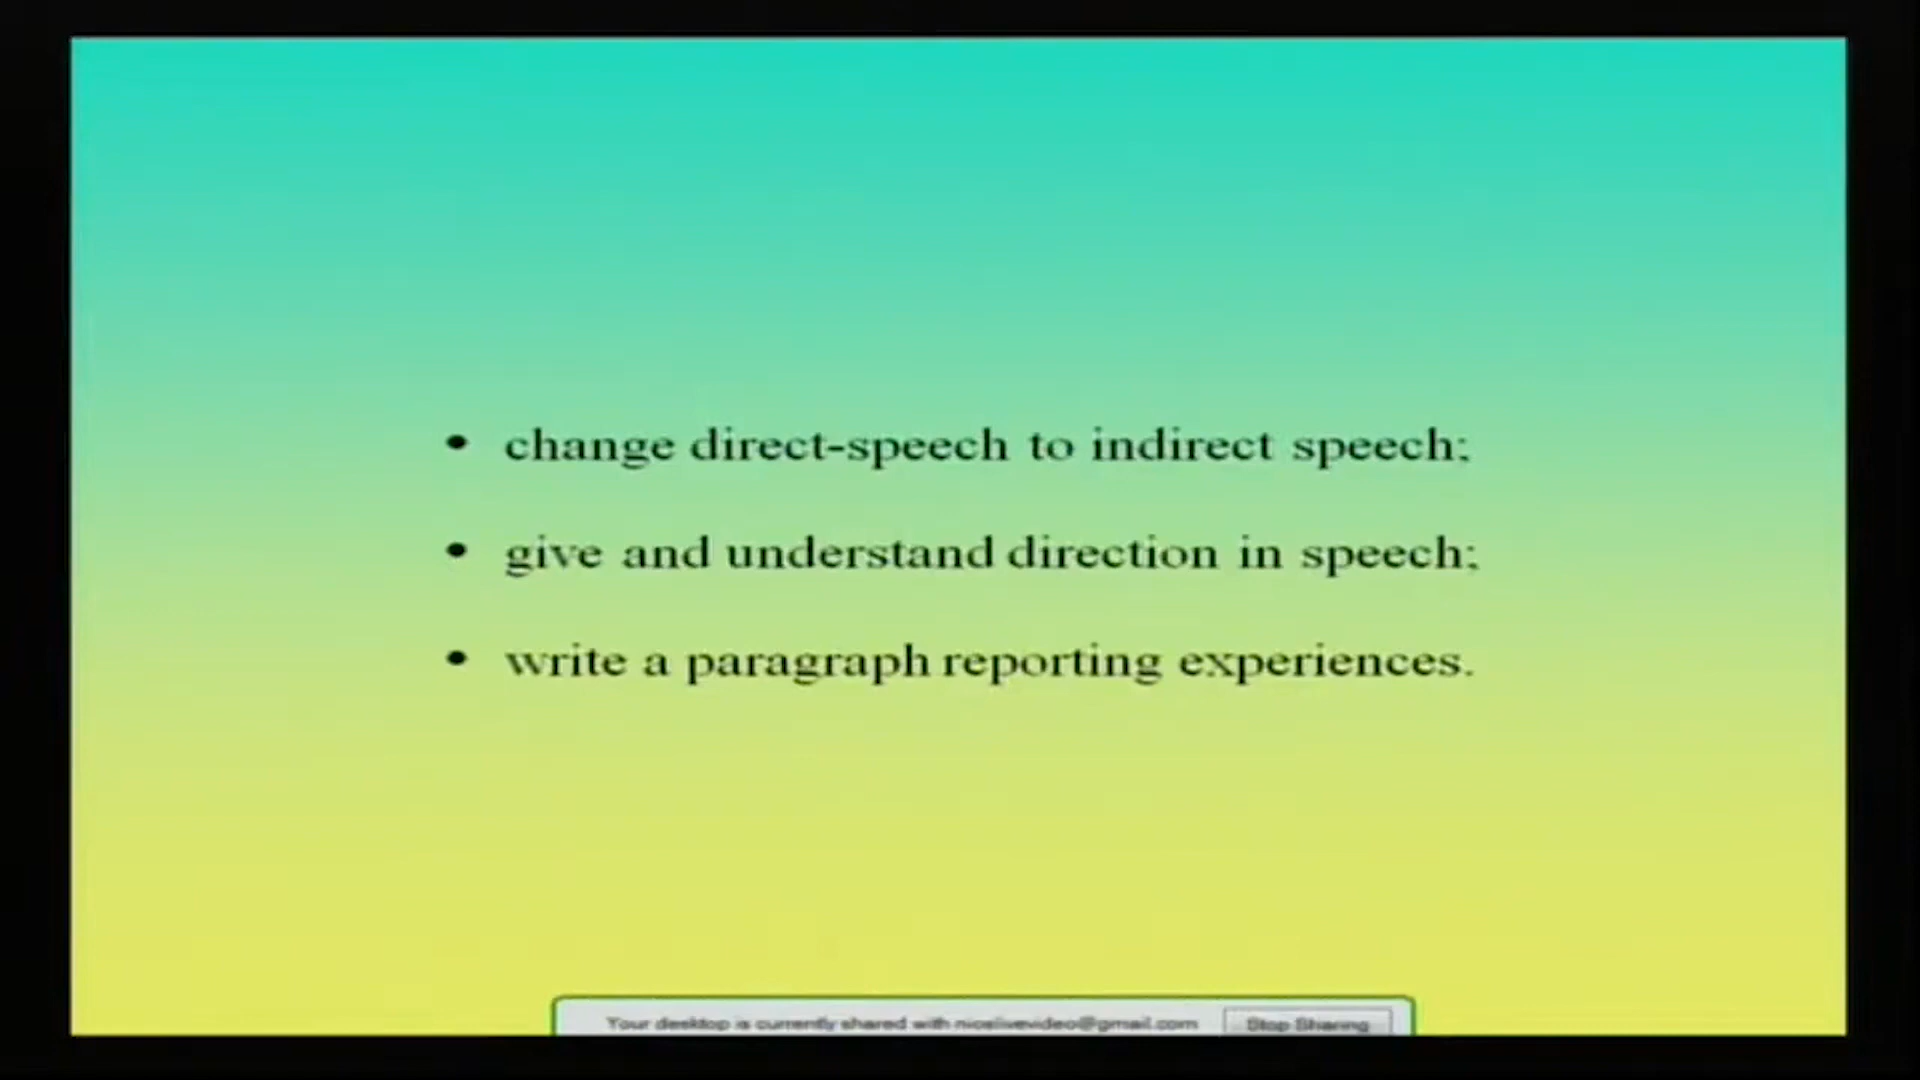 • change direct-speech to indirect speech;
• give and understand direction in speech;
• write a paragraph reporting experiences.
Your desktop is currently shared with nioslivevideo@gmail.com
Stop Sharing